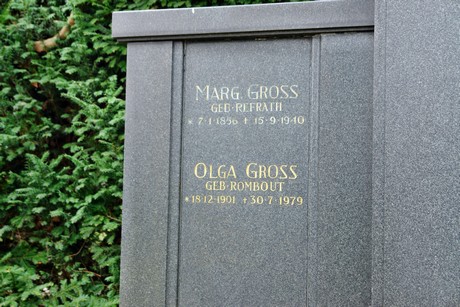 MARG. GROSS
GEB·REFRATH
* 7·1·1856 † 15·9·1940
OLGA GROSS
GEB·ROMBOUT
*18·12·1901 †30·7·1979